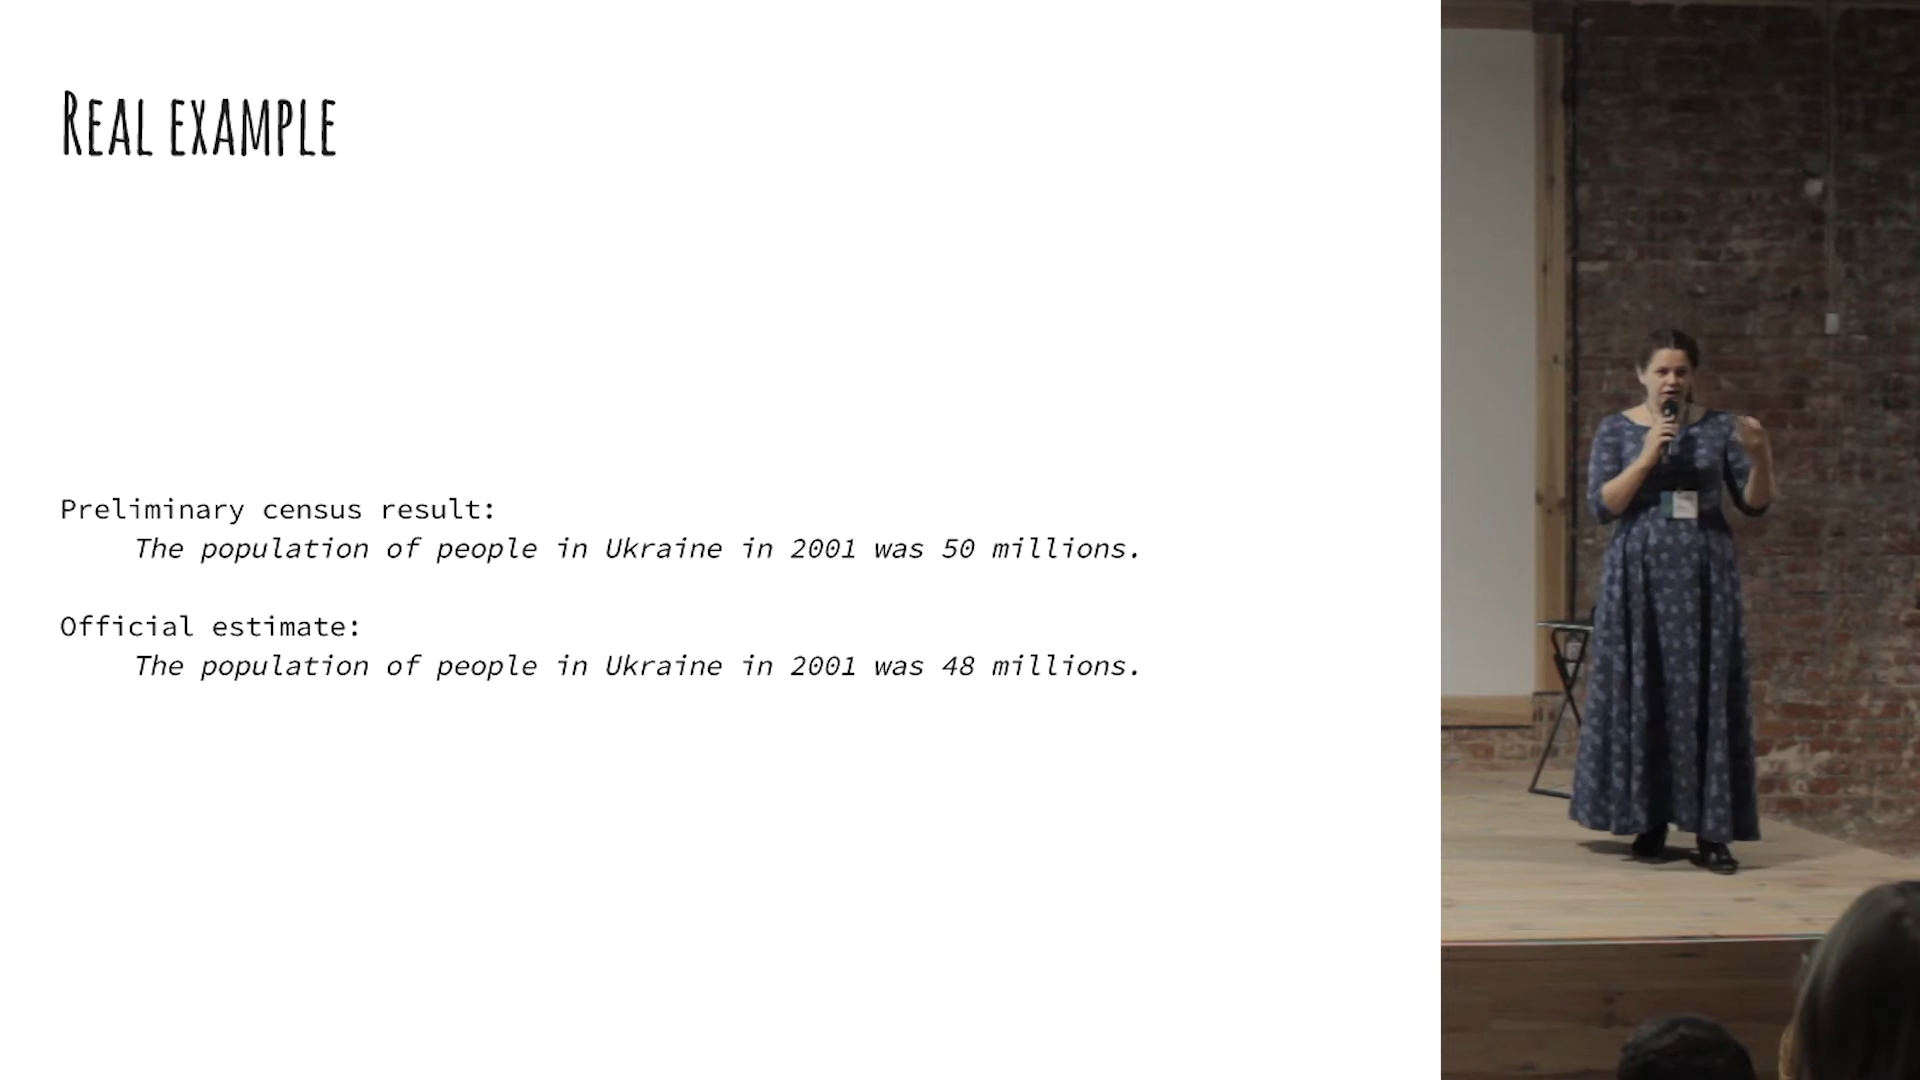 Real example
Preliminary census result:
The population of people in Ukraine in 2001 was 50 millions.
Official estimate:
The population of people in Ukraine in 2001 was 48 millions.